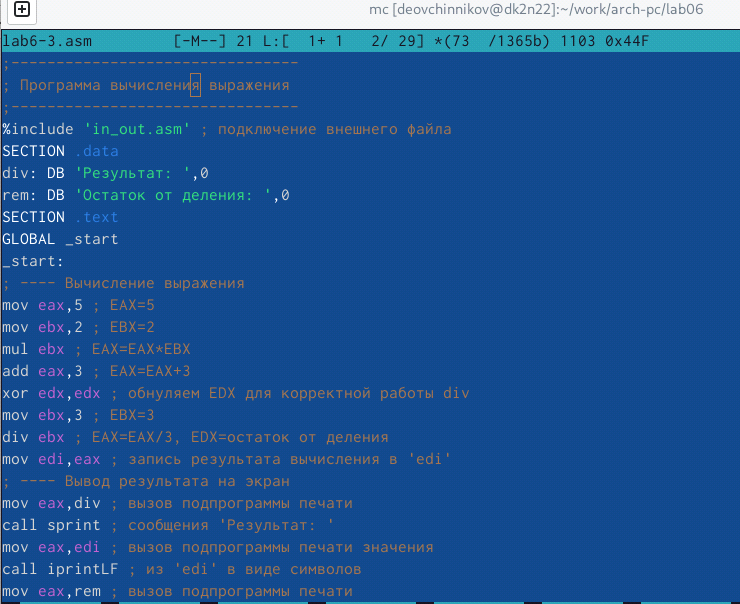 mc [deovchinnikov@dk2n22]:~/work/arch-pc/lab06
lab6-3.asm         [-M--] 21 L:[  1+ 1   2/ 29] *(73  /1365b) 1103 0x44F
;--------------------------------
; Программа вычисления выражения
;--------------------------------
%include 'in_out.asm' ; подключение внешнего файла
SECTION .data
div: DB 'Результат: ',0
rem: DB 'Остаток от деления: ',0
SECTION .text
GLOBAL _start
_start:
; ---- Вычисление выражения
mov eax,5 ; EAX=5
mov ebx,2 ; EBX=2
mul ebx ; EAX=EAX*EBX
add eax,3 ; EAX=EAX+3
xor edx,edx ; обнуляем EDX для корректной работы div
mov ebx,3 ; EBX=3
div ebx ; EAX=EAX/3, EDX=остаток от деления
mov edi,eax ; запись результата вычисления в 'edi'
; ---- Вывод результата на экран
mov eax,div ; вызов подпрограммы печати
call sprint ; сообщения 'Результат: '
mov eax,edi ; вызов подпрограммы печати значения
call iprintLF ; из 'edi' в виде символов
mov eax,rem ; вызов подпрограммы печати